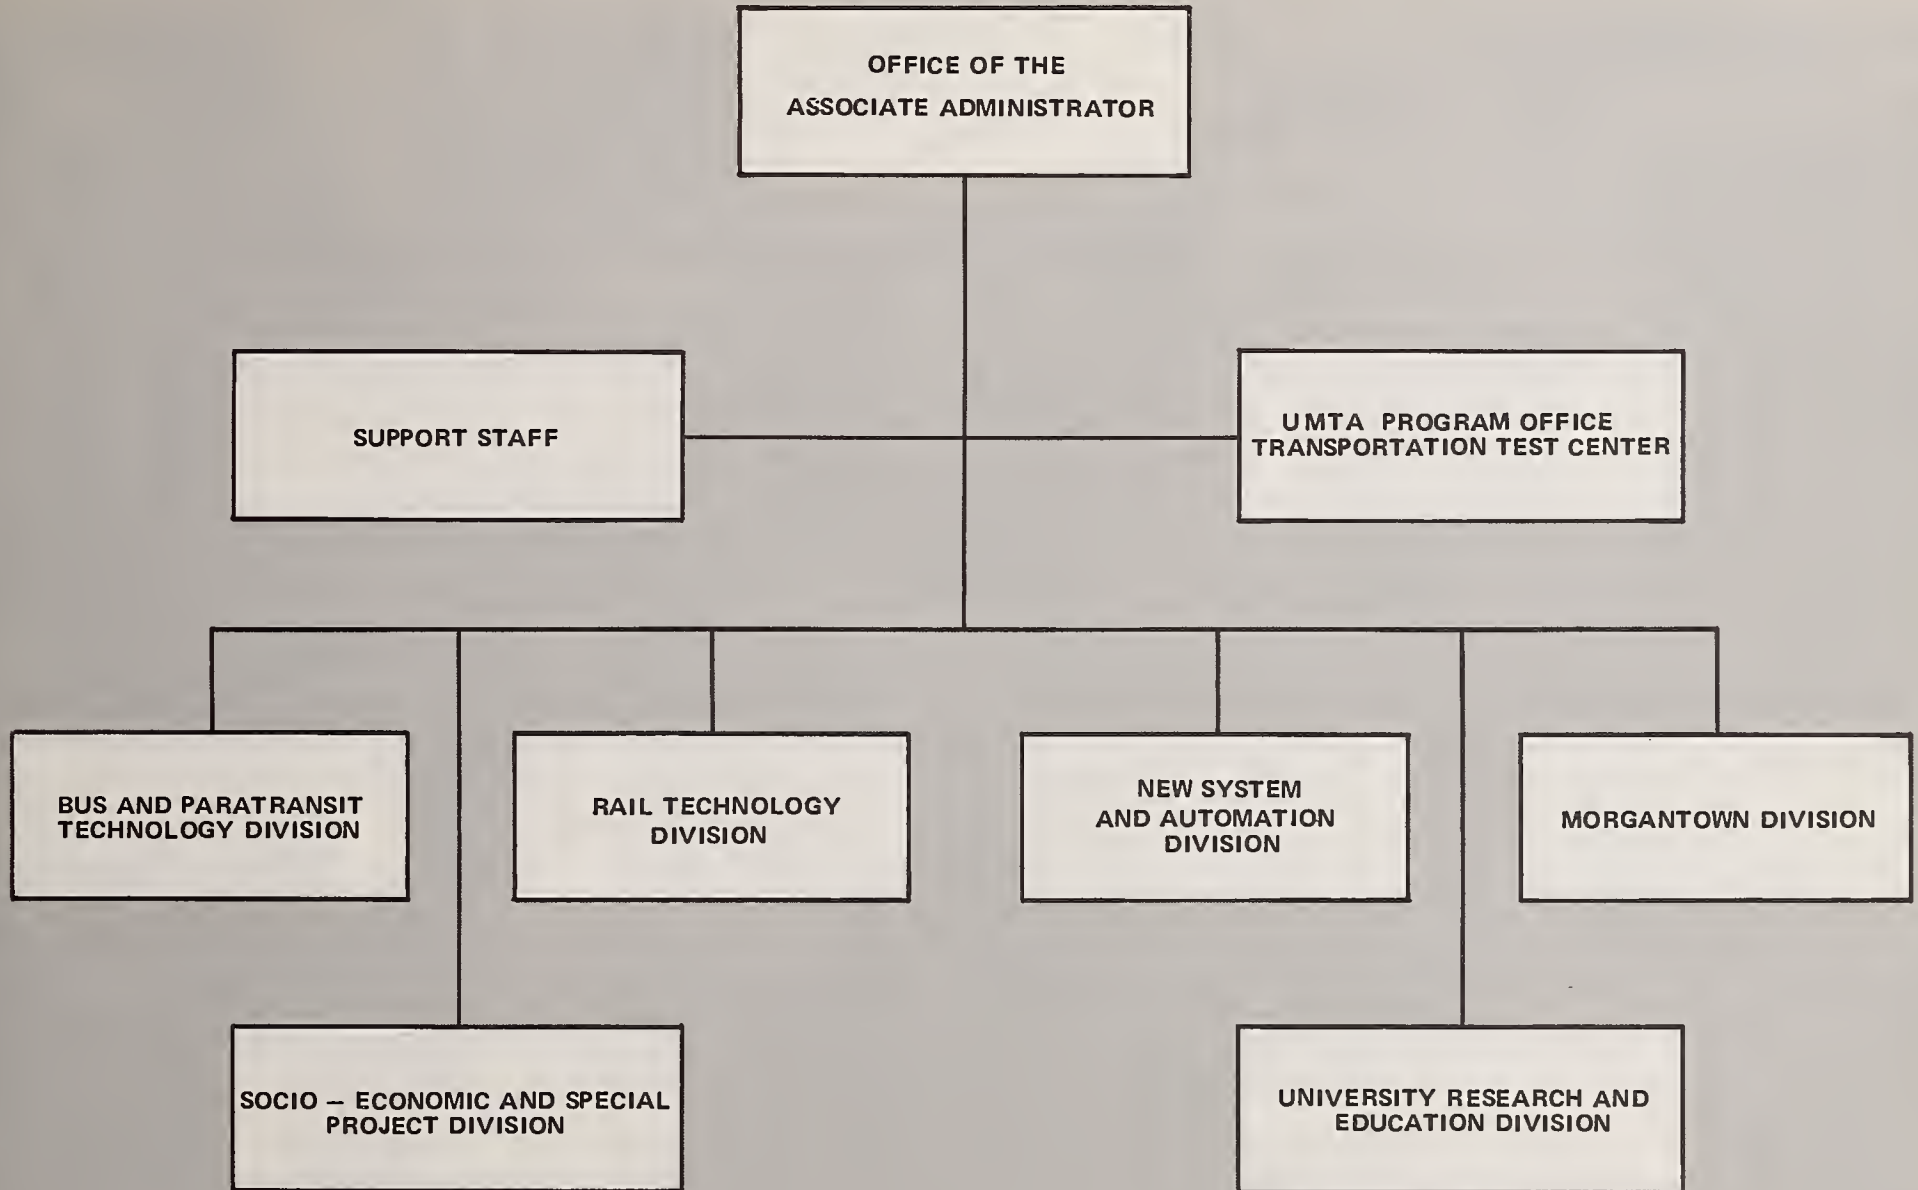 OFFICE OF THE
ASSOCIATE ADMINISTRATOR
SUPPORT STAFF
UMTA PROGRAM OFFICE
TRANSPORTATION TEST CENTER
BUS AND PARATRANSIT
TECHNOLOGY DIVISION
RAIL TECHNOLOGY
DIVISION
NEW SYSTEM
AND AUTOMATION
DIVISION
MORGANTOWN DIVISION
SOCIO – ECONOMIC AND SPECIAL
PROJECT DIVISION
UNIVERSITY RESEARCH AND
EDUCATION DIVISION